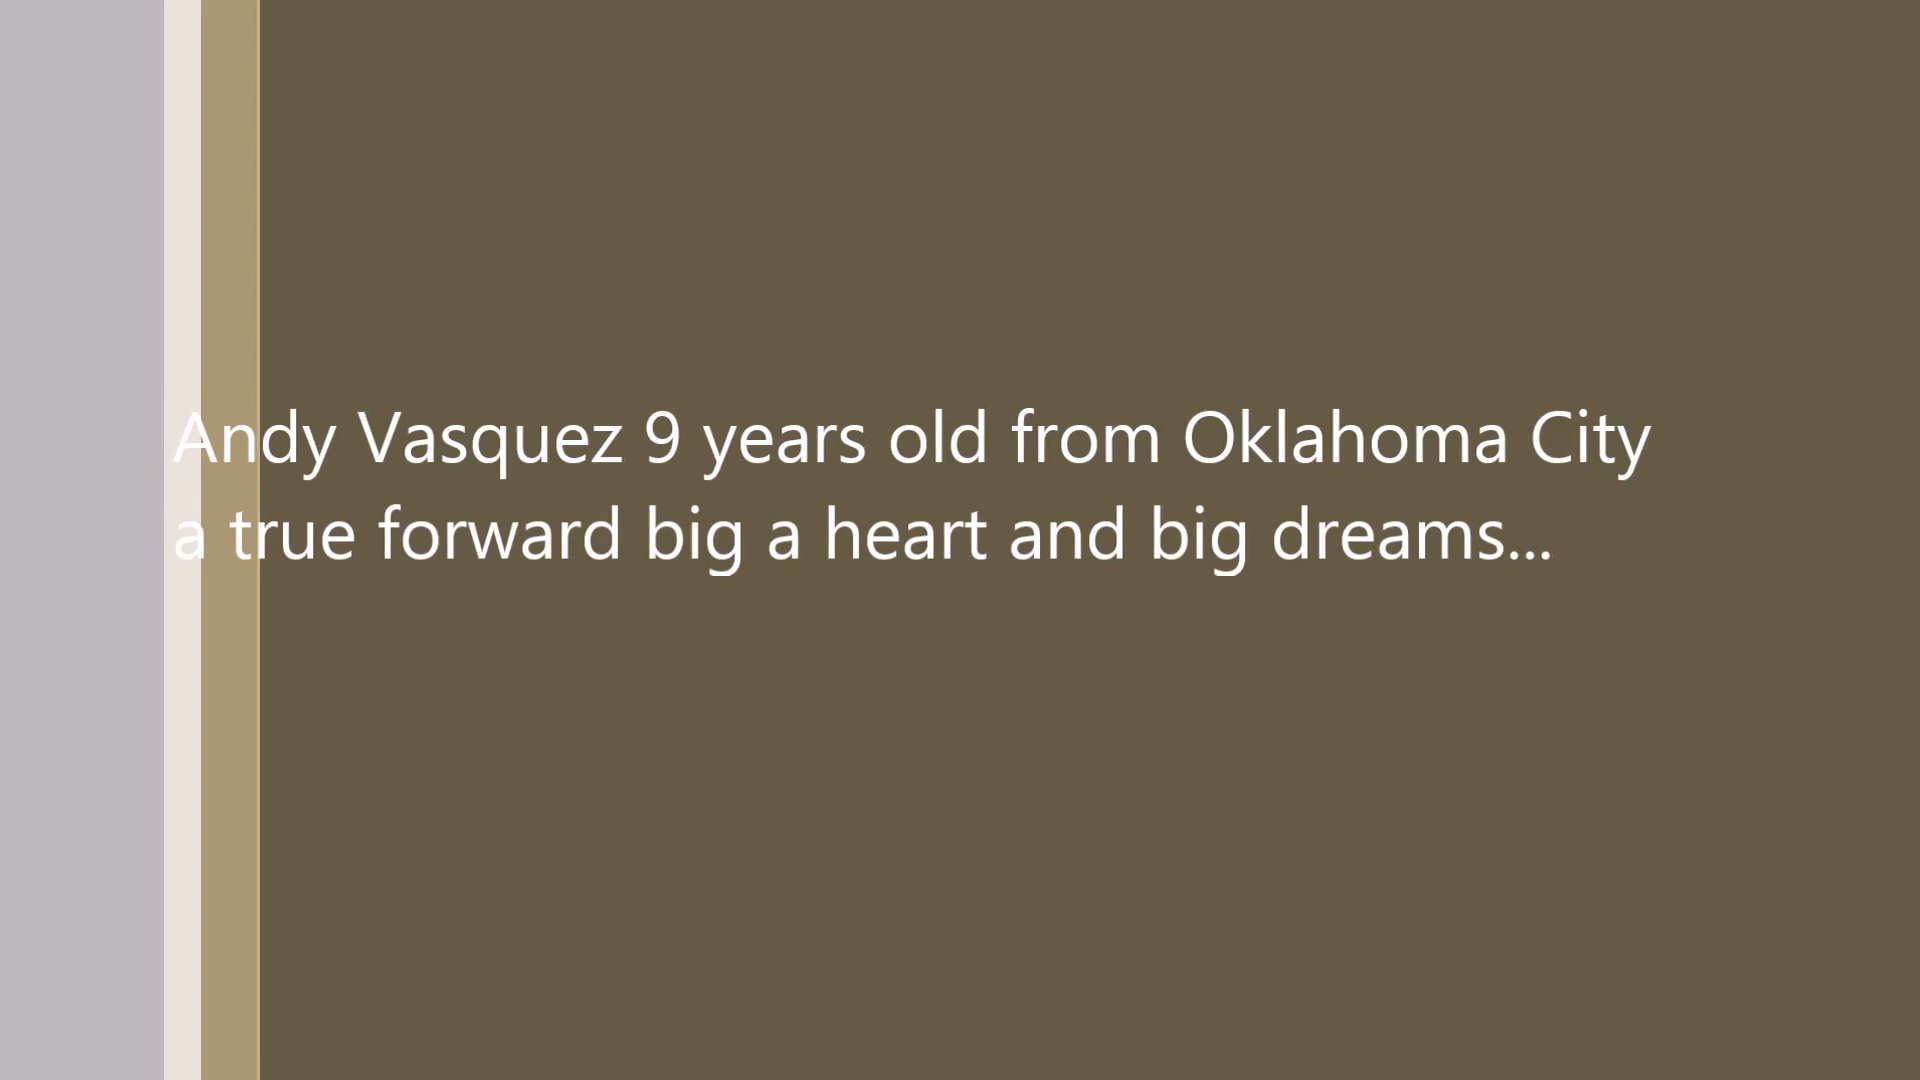 Andy Vasquez 9 years old from Oklahoma City
a true forward big a heart and big dreams...